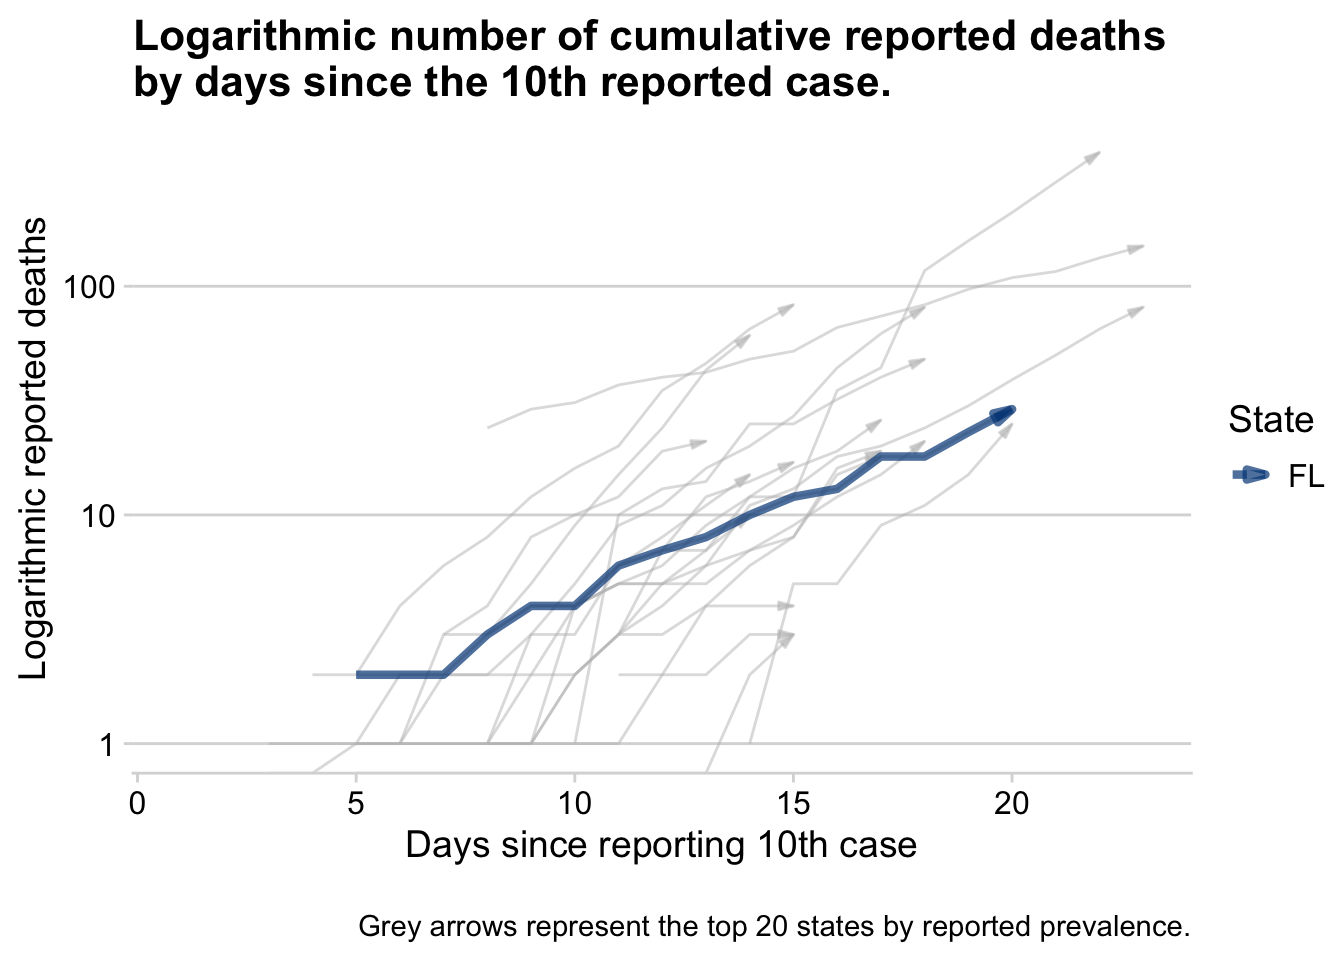 Logarithmic number of cumulative reported deaths
by days since the 10th reported case.
Logarithmic reported deaths
100
10
1
0
5
10
15
20
Days since reporting 10th case
State
FL
Grey arrows represent the top 20 states by reported prevalence.